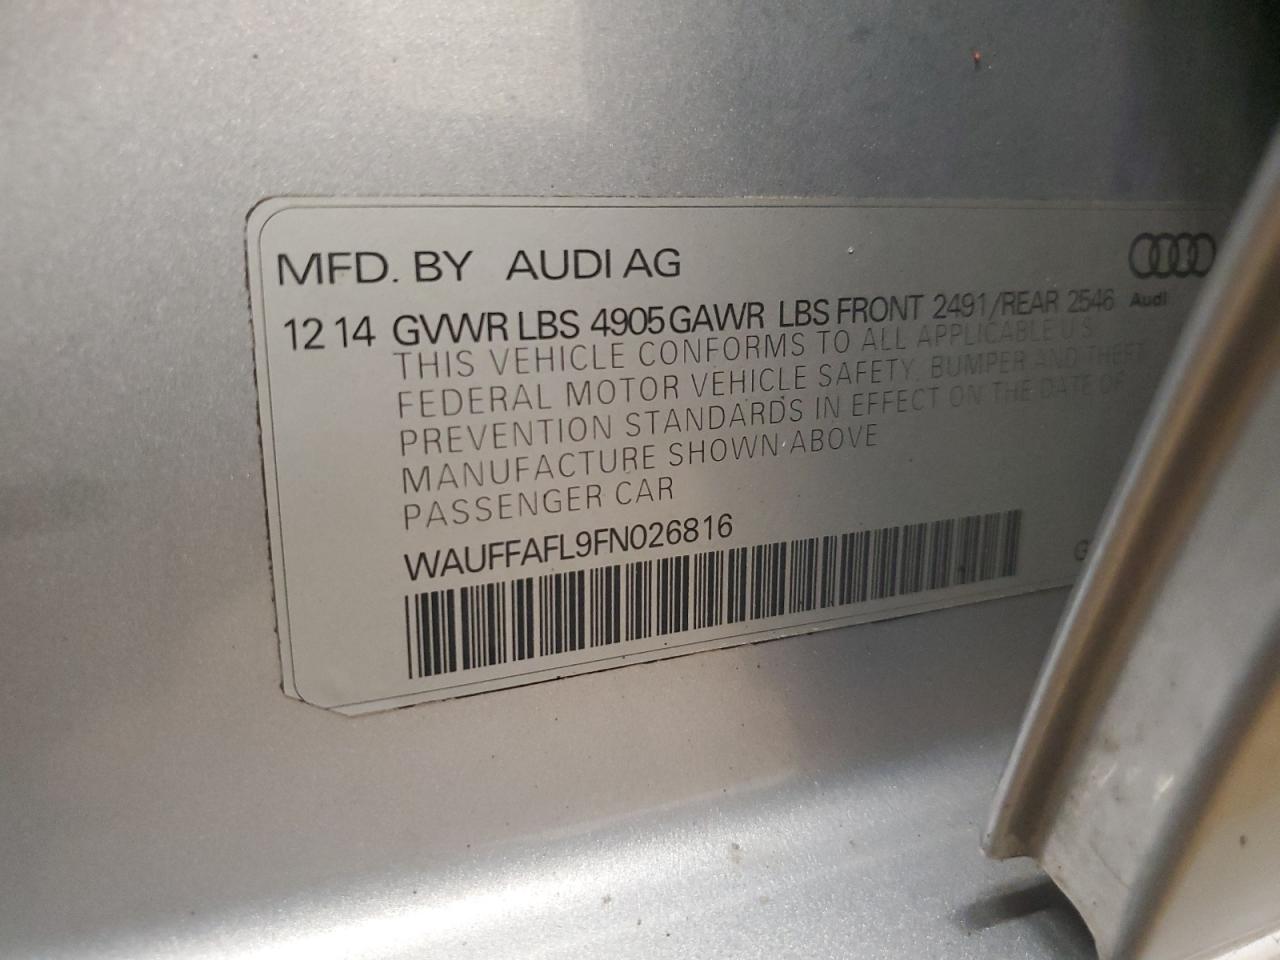 MFD. BY AUDI AG
Audi
12 14 GVWR LBS 4905 GAWR LBS FRONT 2491/REAR 2546
THIS VEHICLE CONFORMS TO ALL APPLICABLE U.S.
FEDERAL MOTOR VEHICLE SAFETY, BUMPER AND THEFT
PREVENTION STANDARDS IN EFFECT ON THE DATE OF
MANUFACTURE SHOWN ABOVE
PASSENGER CAR
WAUFFAFL9FN026816